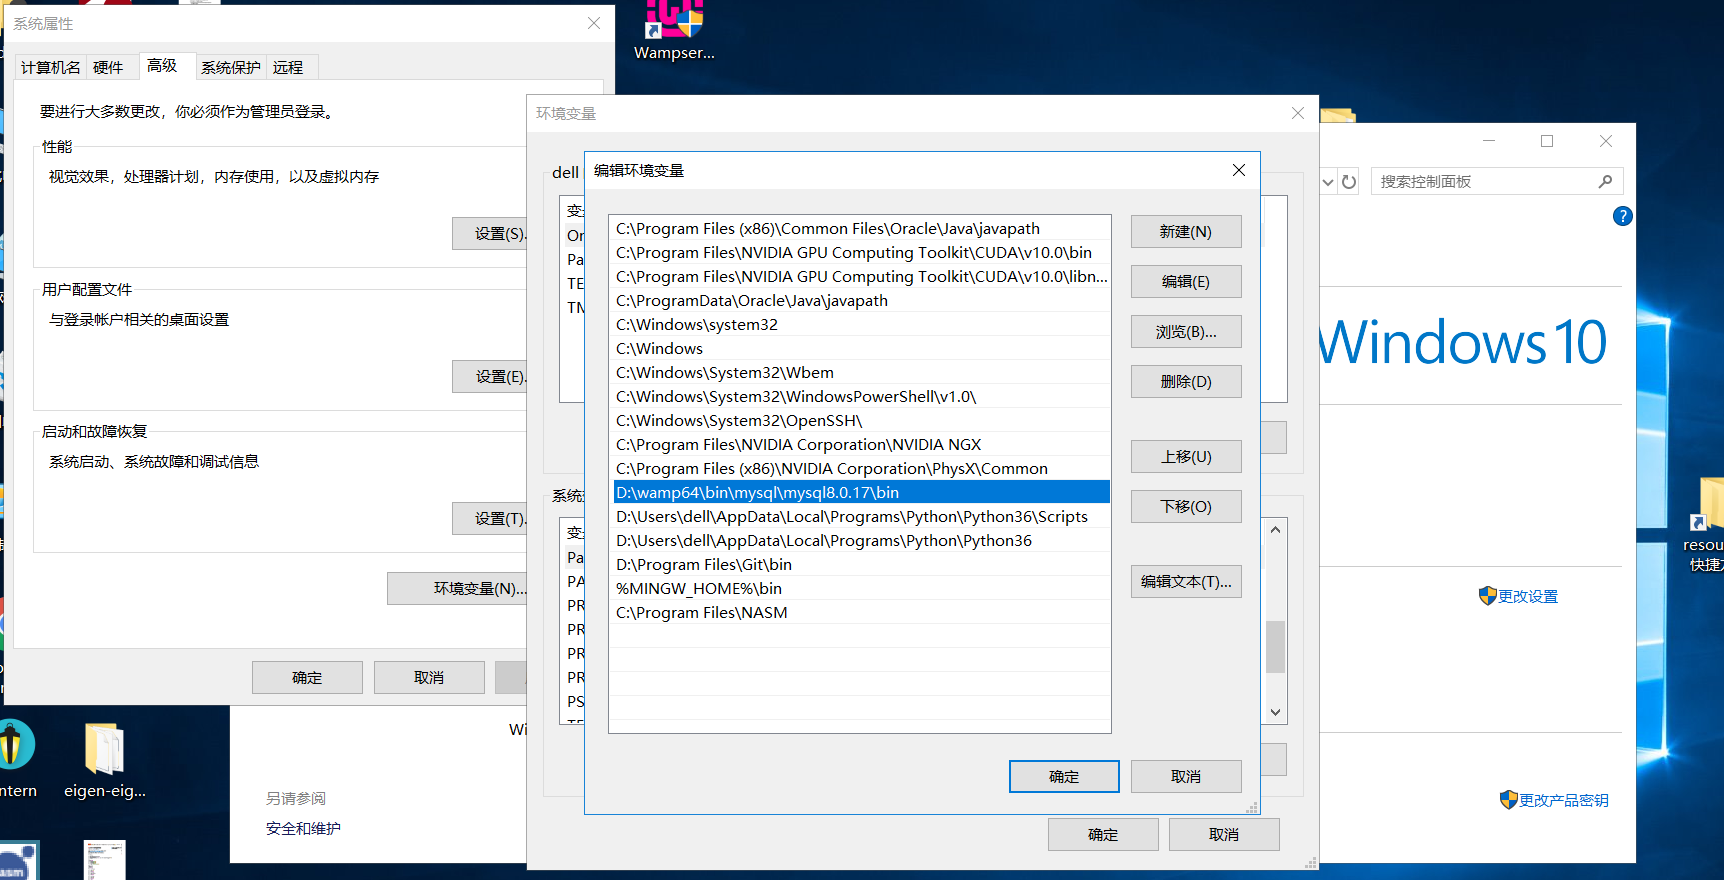 系统属性
计算机名
硬件
高级
系统保护
远程
要进行大多数更改，你必须作为管理员登录。
性能
视觉效果，处理器计划，内存使用，以及虚拟内存
设置(S)...
用户配置文件
与登录帐户相关的桌面设置
设置(E)...
启动和故障恢复
系统启动、系统故障和调试信息
设置(T)...
环境变量(N)...
确定
取消
Wampser...
环境变量
dell
变
Or
Pa
TE
TM
系统
变
Pa
PA
PR
PR
PR
PR
PS
编辑环境变量
C:\Program Files (x86)\Common Files\Oracle\Java\javapath
C:\Program Files\NVIDIA GPU Computing Toolkit\CUDA\v10.0\bin
C:\Program Files\NVIDIA GPU Computing Toolkit\CUDA\v10.0\libn...
C:\ProgramData\Oracle\Java\javapath
C:\Windows\system32
C:\Windows
C:\Windows\System32\Wbem
C:\Windows\System32\WindowsPowerShell\v1.0\
C:\Windows\System32\OpenSSH\
C:\Program Files\NVIDIA Corporation\NVIDIA NGX
C:\Program Files (x86)\NVIDIA Corporation\PhysX\Common
D:\wamp64\bin\mysql\mysql8.0.17\bin
D:\Users\dell\AppData\Local\Programs\Python\Python36\Scripts
D:\Users\dell\AppData\Local\Programs\Python\Python36
D:\Program Files\Git\bin
%MINGW_HOME%\bin
C:\Program Files\NASM
新建(N)
编辑(E)
浏览(B)...
删除(D)
上移(U)
下移(O)
编辑文本(T)...
确定
取消
确定
取消
搜索控制面板
?
Windows 10
更改设置
更改产品密钥
Wi
另请参阅
安全和维护
ntern
eigen-eig...
resou
快捷方
asm